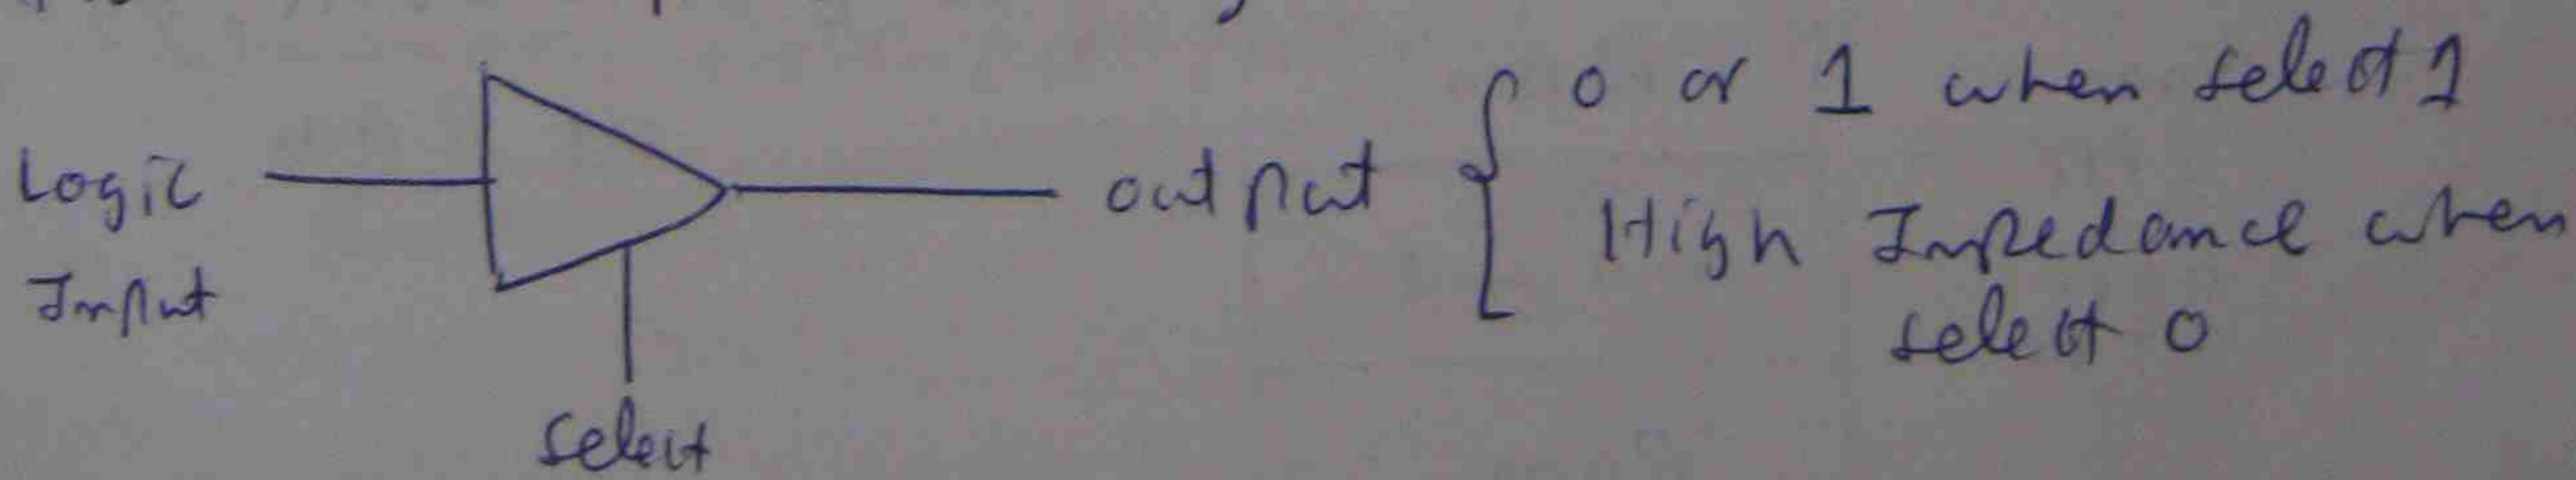 Logic
Input
select
output
0 or 1 when select 1
High Impedance when
select 0